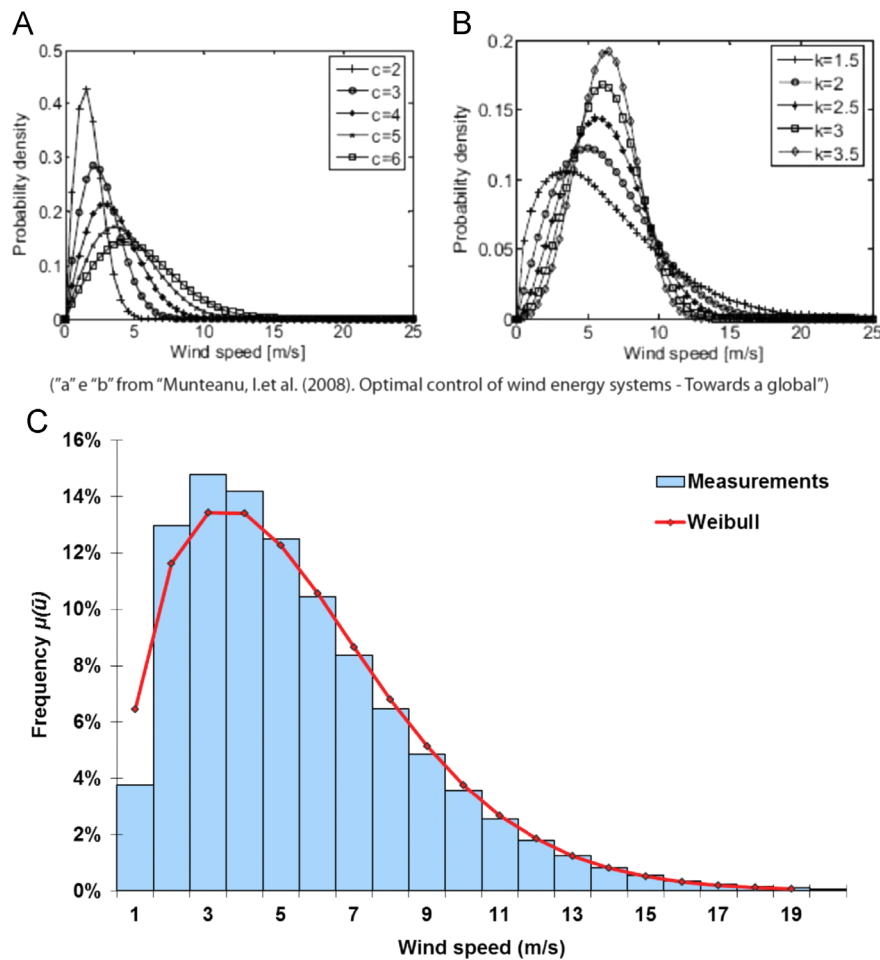 A
0.5
0.4
0.3
0.2
0.1
0
0
5
10
15
20
25
Probability density
Wind speed [m/s]
c=2
c=3
c=4
c=5
c=6
B
0.2
0.15
0.1
0.05
0
0
5
10
15
20
25
Probability density
Wind speed [m/s]
k=1.5
k=2
k=2.5
k=3
k=3.5
("a" e "b" from "Munteanu, I.et al. (2008). Optimal control of wind energy systems - Towards a global")
C
16%
14%
12%
10%
8%
6%
4%
2%
0%
Frequency μ(ū)
Measurements
Weibull
1
3
5
7
9
11
13
15
17
19
Wind speed (m/s)